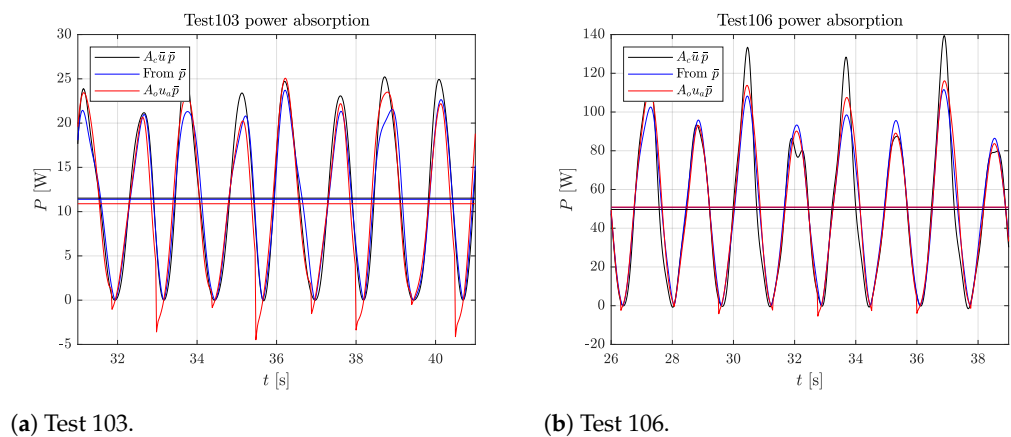 Test103 power absorption
30
25
20
15
10
5
0
-5
P [W]
A_c ū p̄
From p̄
A_o u_a p̄
32
34
36
38
40
t [s]
(a) Test 103.
Test106 power absorption
140
120
100
80
60
40
20
0
-20
P [W]
A_c ū p̄
From p̄
A_o u_a p̄
26
28
30
32
34
36
38
t [s]
(b) Test 106.